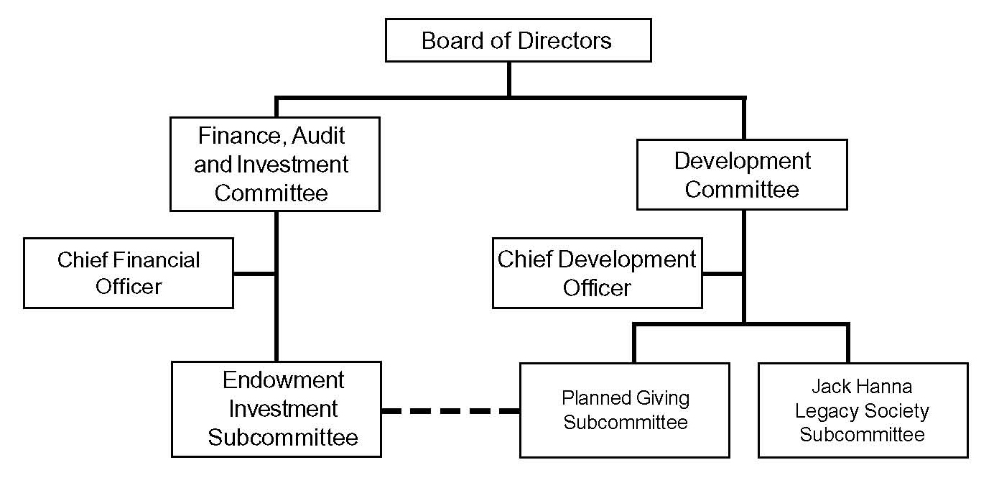 Board of Directors
Finance, Audit
and Investment
Committee
Development
Committee
Chief Financial
Officer
Chief Development
Officer
Endowment
Investment
Subcommittee
Planned Giving
Subcommittee
Jack Hanna
Legacy Society
Subcommittee